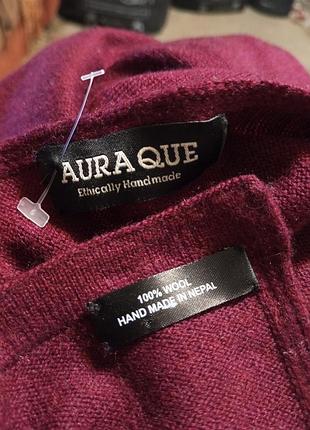 AURA QUE
Ethically Handmade
100% WOOL
HAND MADE IN NEPAL